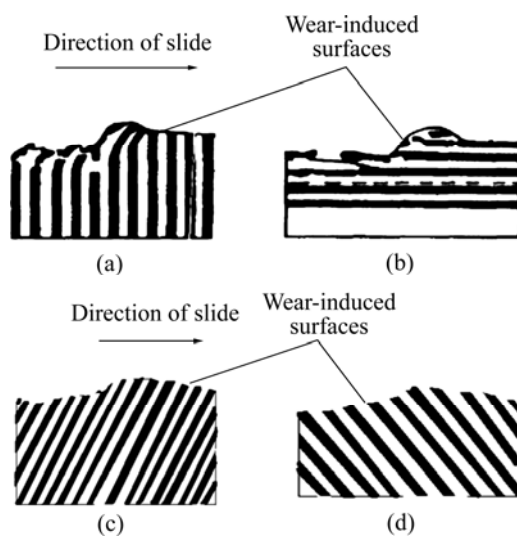 Direction of slide
Wear-induced
surfaces
(a)
(b)
Direction of slide
Wear-induced
surfaces
(c)
(d)